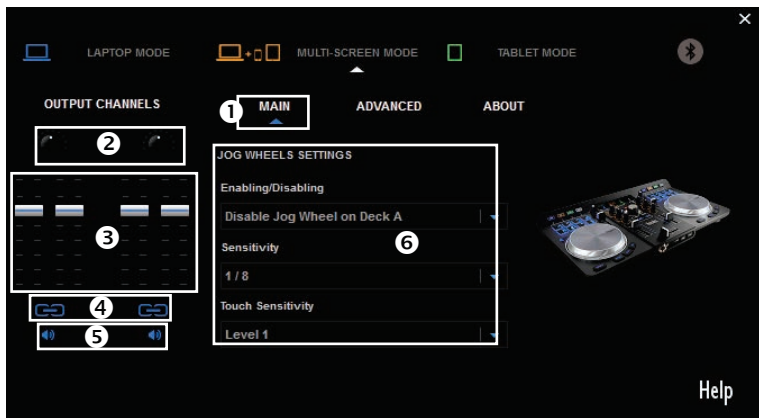 LAPTOP MODE
MULTI-SCREEN MODE
TABLET MODE
OUTPUT CHANNELS
1 MAIN ADVANCED ABOUT
2
JOG WHEELS SETTINGS
Enabling/Disabling
Disable Jog Wheel on Deck A
3
6
Sensitivity
1 / 8
4
Touch Sensitivity
5
Level 1
Help